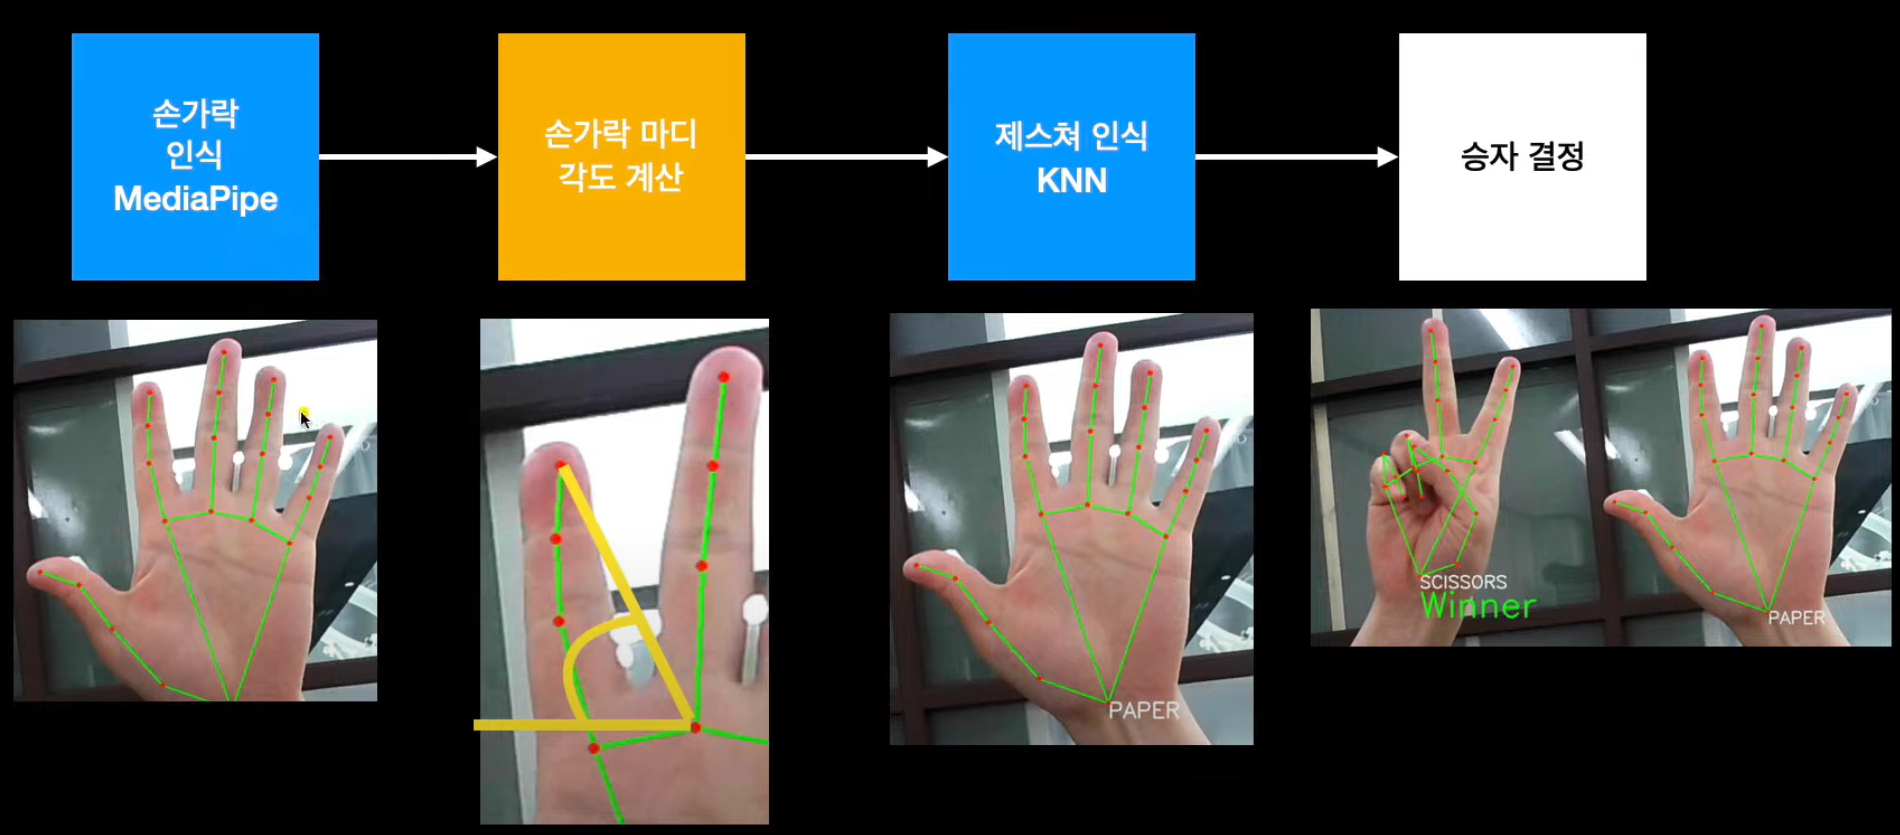 손가락
인식
MediaPipe
손가락 마디
각도 계산
제스쳐 인식
KNN
승자 결정
PAPER
SCISSORS
Winner
PAPER